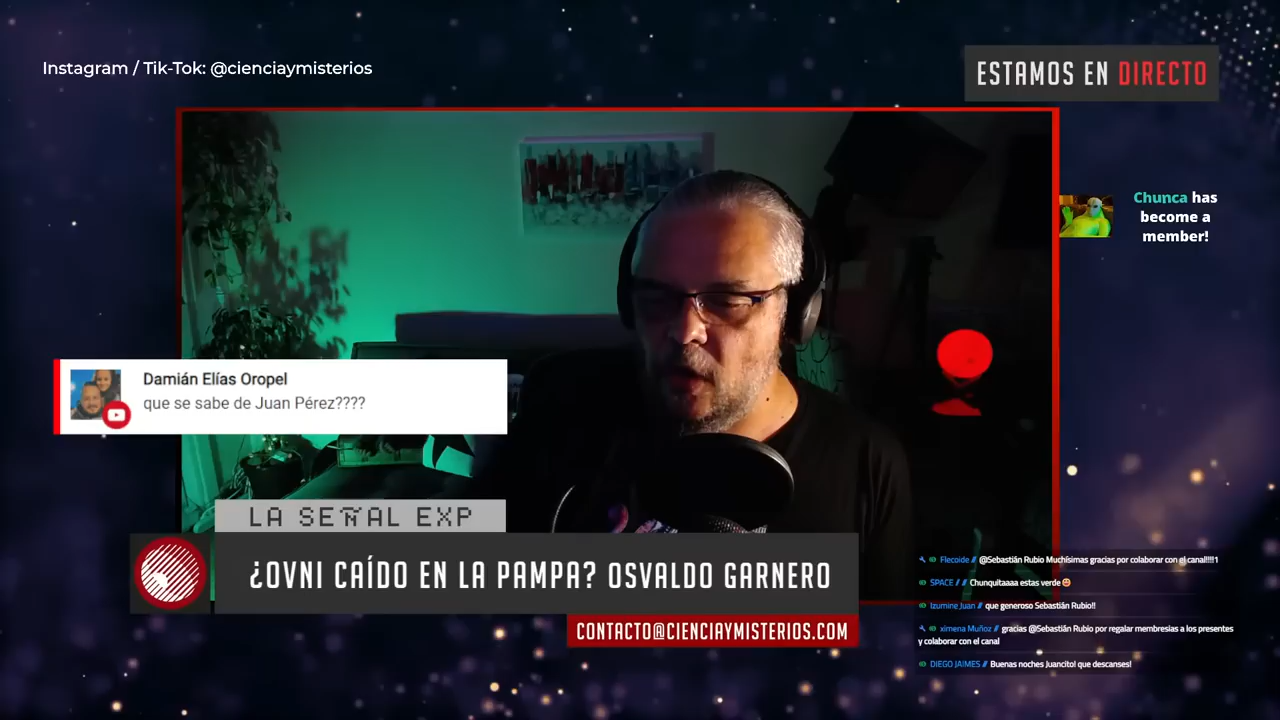 Instagram / Tik-Tok: @cienciaymisterios
ESTAMOS EN DIRECTO
Chunca has
become a
member!
Damián Elías Oropel
que se sabe de Juan Pérez????
LA SEÑAL EXP
¿OVNI CAÍDO EN LA PAMPA? OSVALDO GARNERO
CONTACTO@CIENCIAYMISTERIOS.COM
Flecoide // @Sebastián Rubio Muchísimas gracias por colaborar con el canal!!!!1
SPACE // Chunquitaaaa estas verde 😍
Izumine Juan // que generoso Sebastián Rubio!!
ximena Muñoz // gracias @Sebastián Rubio por regalar membresias a los presentes
y colaborar con el canal
DIEGO JAIMES // Buenas noches Juancito! que descanses!